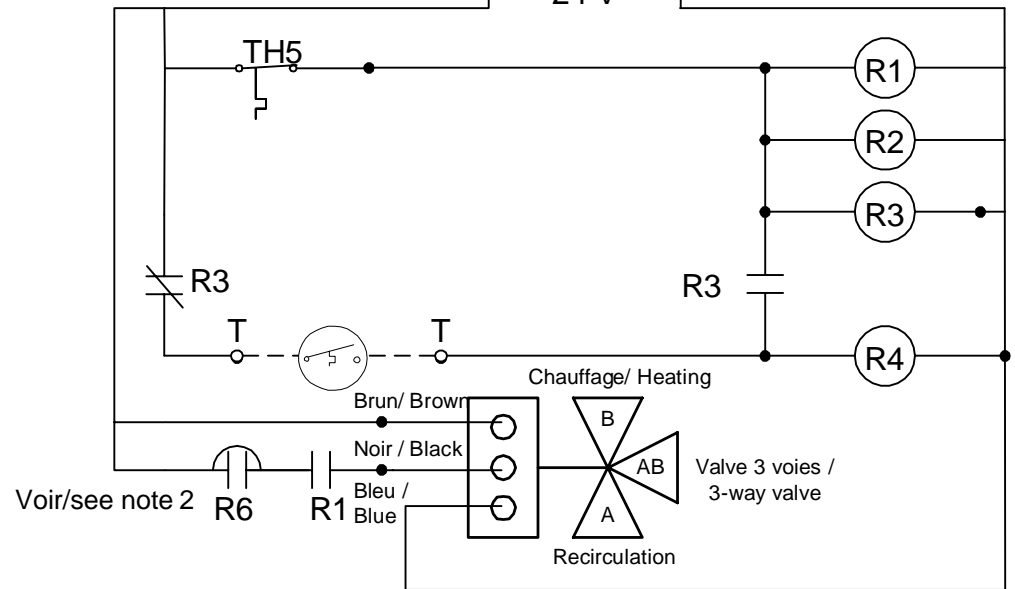 24 V
TH5
R1
R2
R3
R3
R3
T
T
R4
Chauffage/ Heating
Brun/ Brown
B
Noir / Black
AB
Valve 3 voies /
3-way valve
Voir/see note 2
R6
R1
Bleu /
Blue
A
Recirculation